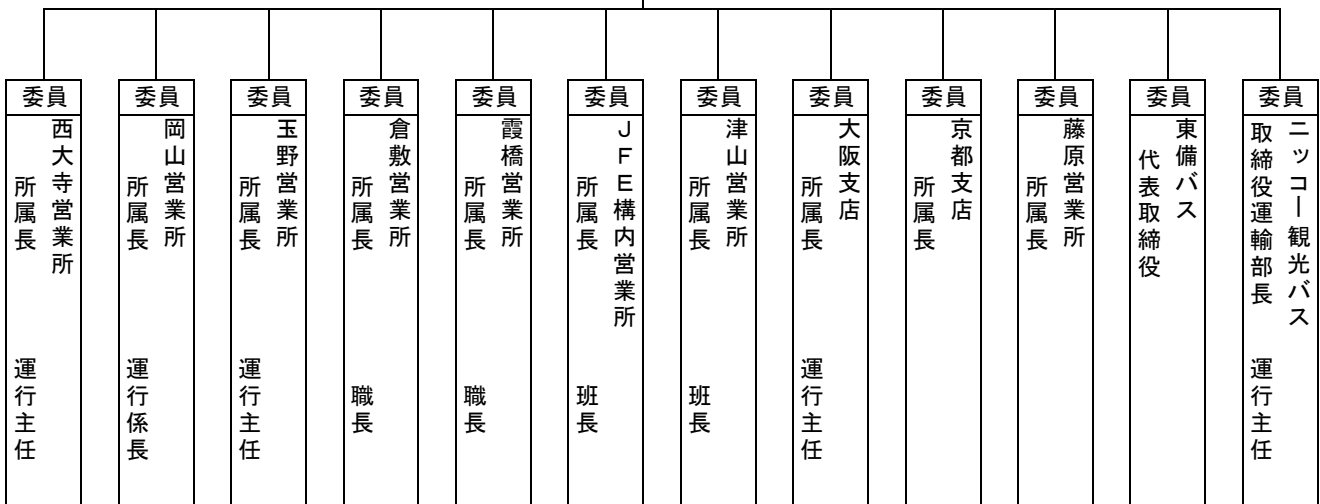 委員
西大寺営業所
所属長
運行主任
委員
岡山営業所
所属長
運行係長
委員
玉野営業所
所属長
運行主任
委員
倉敷営業所
所属長
職長
委員
霞橋営業所
所属長
職長
委員
JFE構内営業所
所属長
班長
委員
津山営業所
所属長
班長
委員
大阪支店
所属長
運行主任
委員
京都支店
所属長
委員
藤原営業所
所属長
委員
東備バス
代表取締役
委員
ニッコー観光バス
取締役運輸部長
運行主任